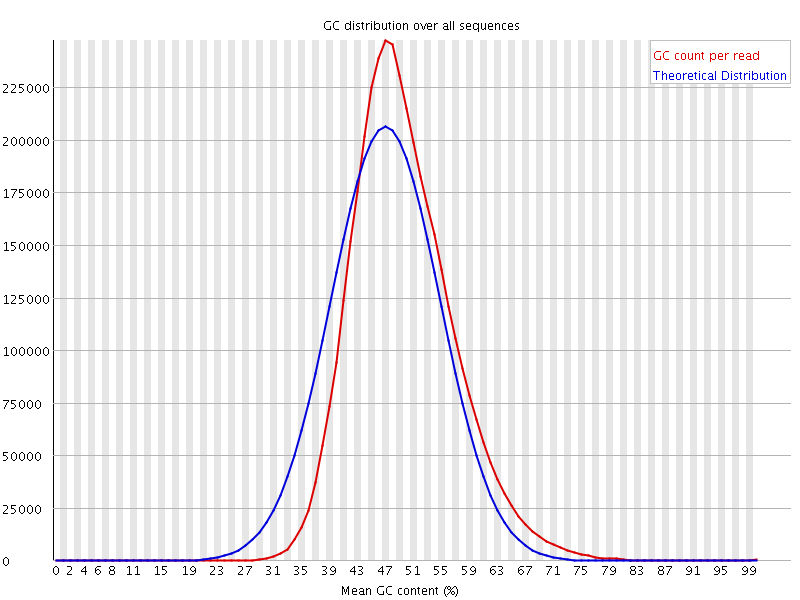 GC distribution over all sequences
GC count per read
Theoretical Distribution
225000
200000
175000
150000
125000
100000
75000
50000
25000
0
0 2 4 6 8 11 15 19 23 27 31 35 39 43 47 51 55 59 63 67 71 75 79 83 87 91 95 99
Mean GC content (%)